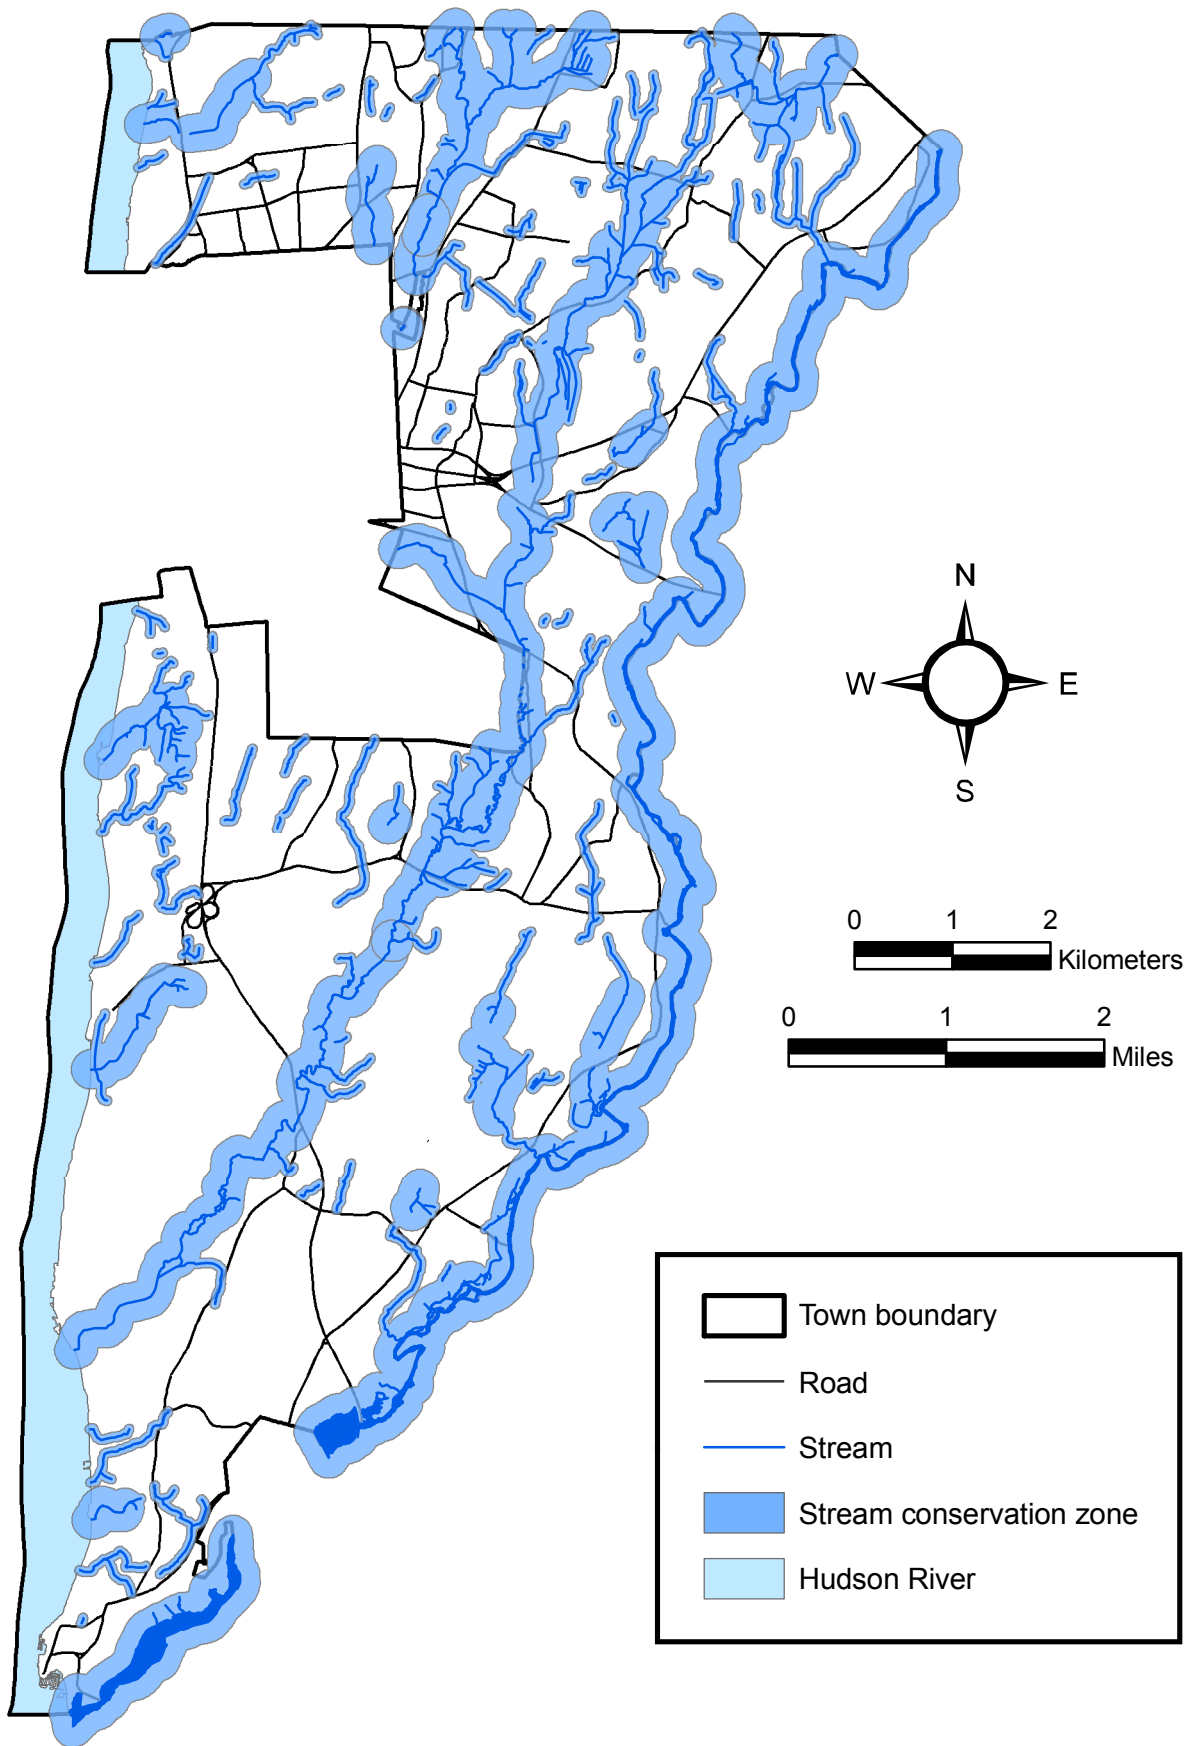 N
W
E
S
0 1 2
Kilometers
0 1 2
Miles
Town boundary
Road
Stream
Stream conservation zone
Hudson River